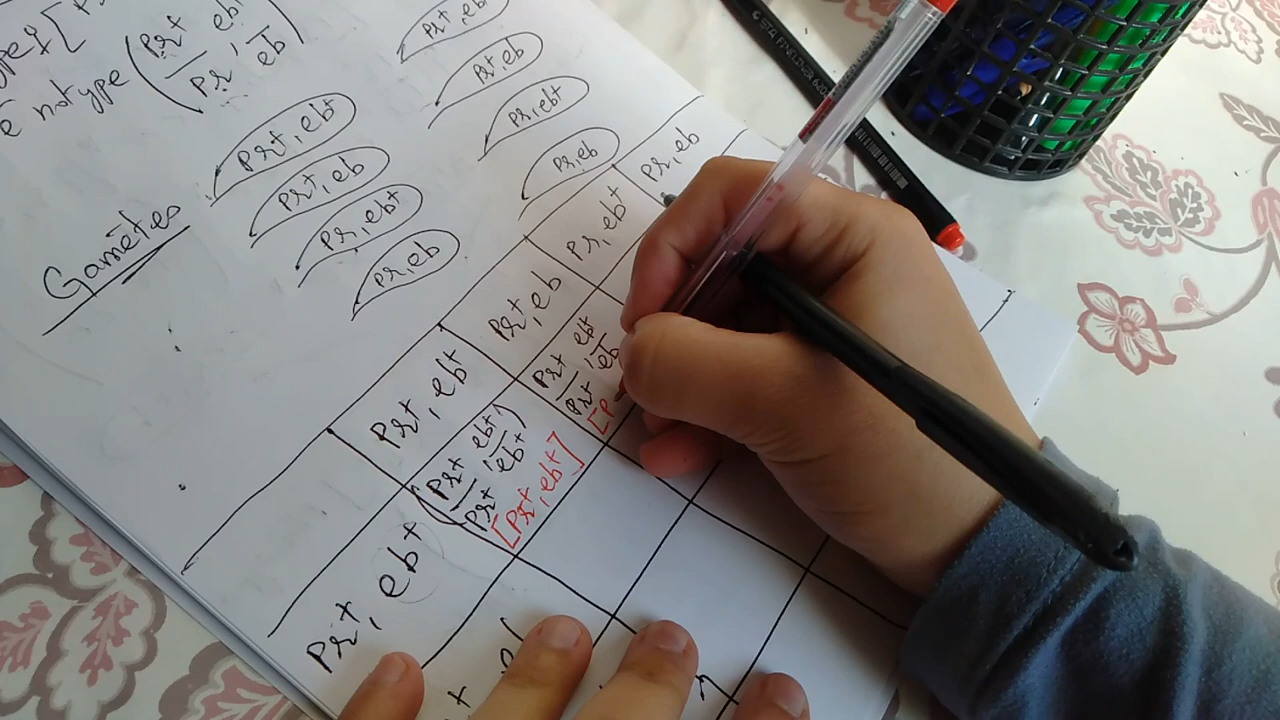 notype (Pr+ eb+
Pr , eb)
Gamètes
Pr+, eb+
Pr+, eb
Pr, eb+
Pr, eb
Pr+, eb
Pr, eb+
Pr, eb
Pr+, eb+
Pr+, eb
Pr, eb+
Pr, eb
Pr+, eb+
(Pr+ eb+)
Pr+ , eb+
[Pr+, eb+]
Pr+ eb+
Pr+ , eb
[P